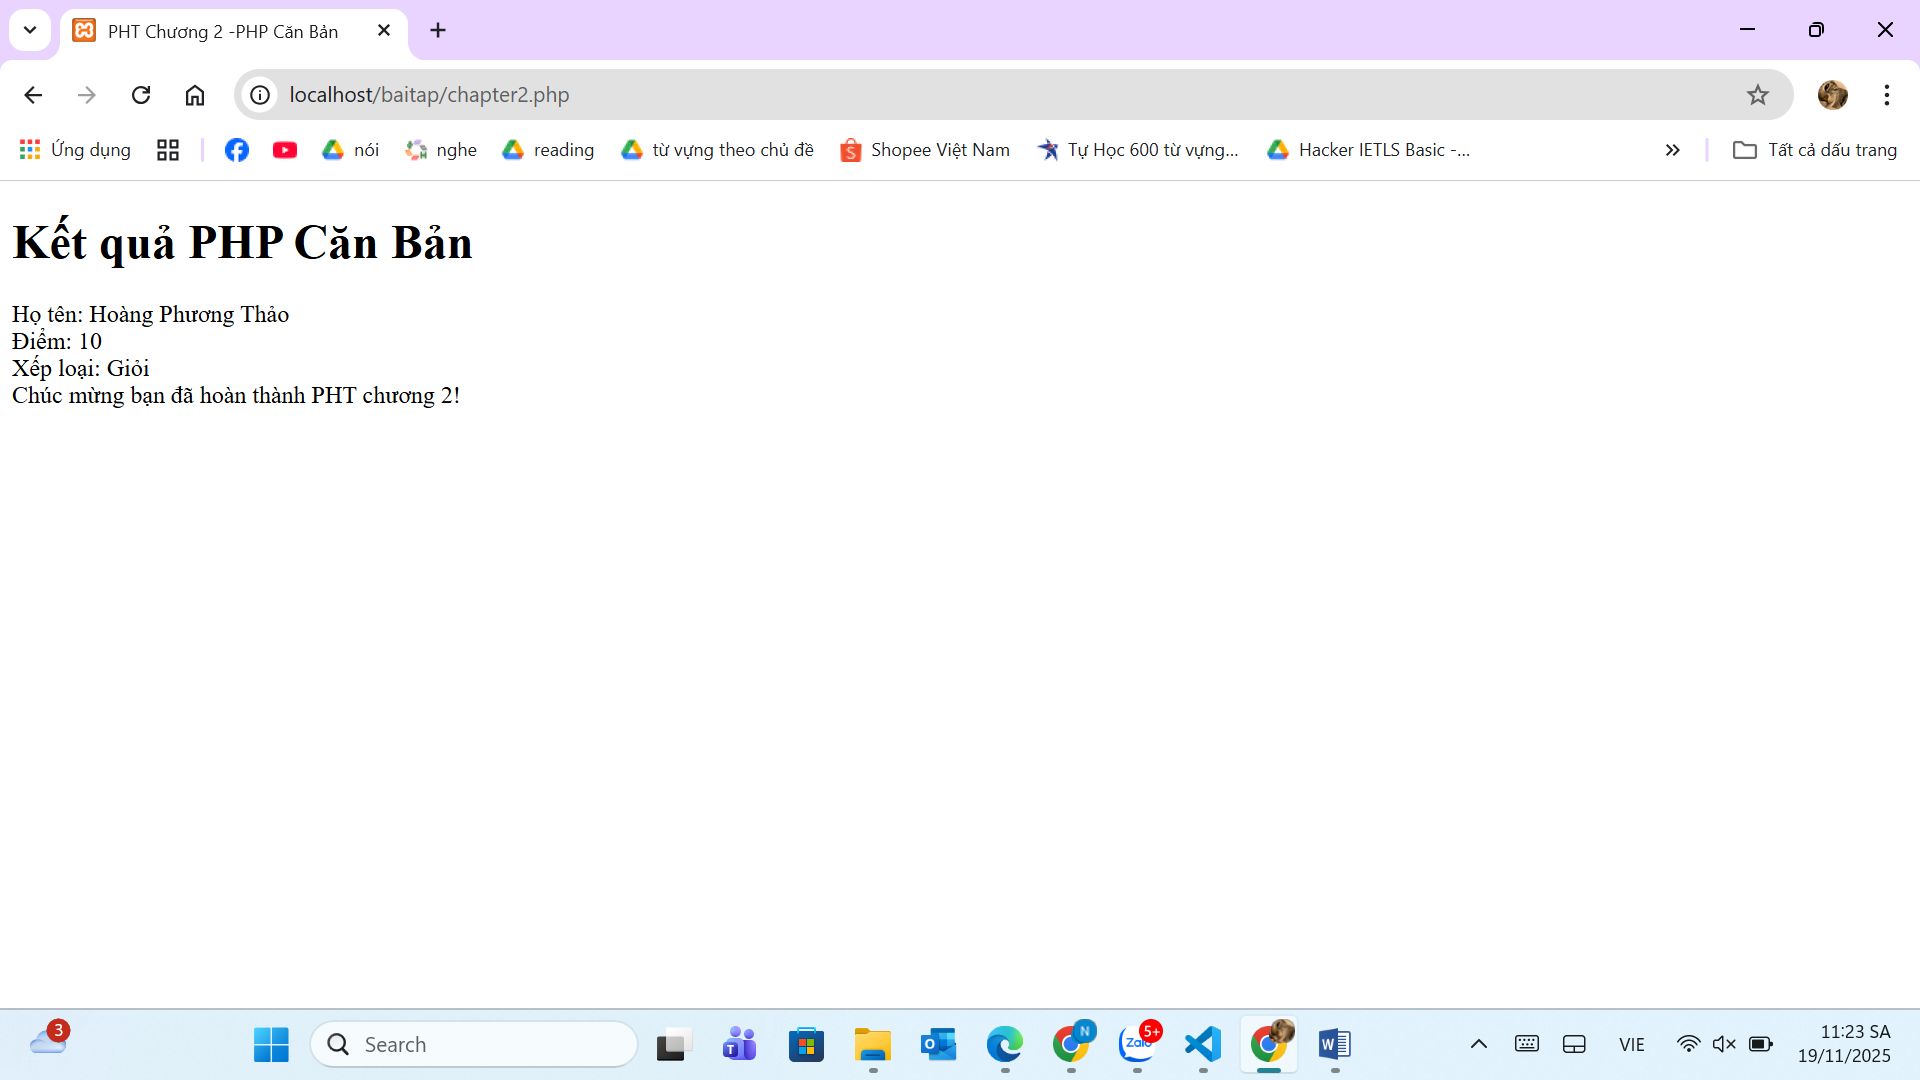 PHT Chương 2 -PHP Căn Bản
localhost/baitap/chapter2.php
Ứng dụng nói nghe reading từ vựng theo chủ đề Shopee Việt Nam Tự Học 600 từ vựng... Hacker IETLS Basic -... Tất cả dấu trang
Kết quả PHP Căn Bản
Họ tên: Hoàng Phương Thảo
Điểm: 10
Xếp loại: Giỏi
Chúc mừng bạn đã hoàn thành PHT chương 2!
3 Search N Zalo 5+ VIE 11:23 SA
19/11/2025